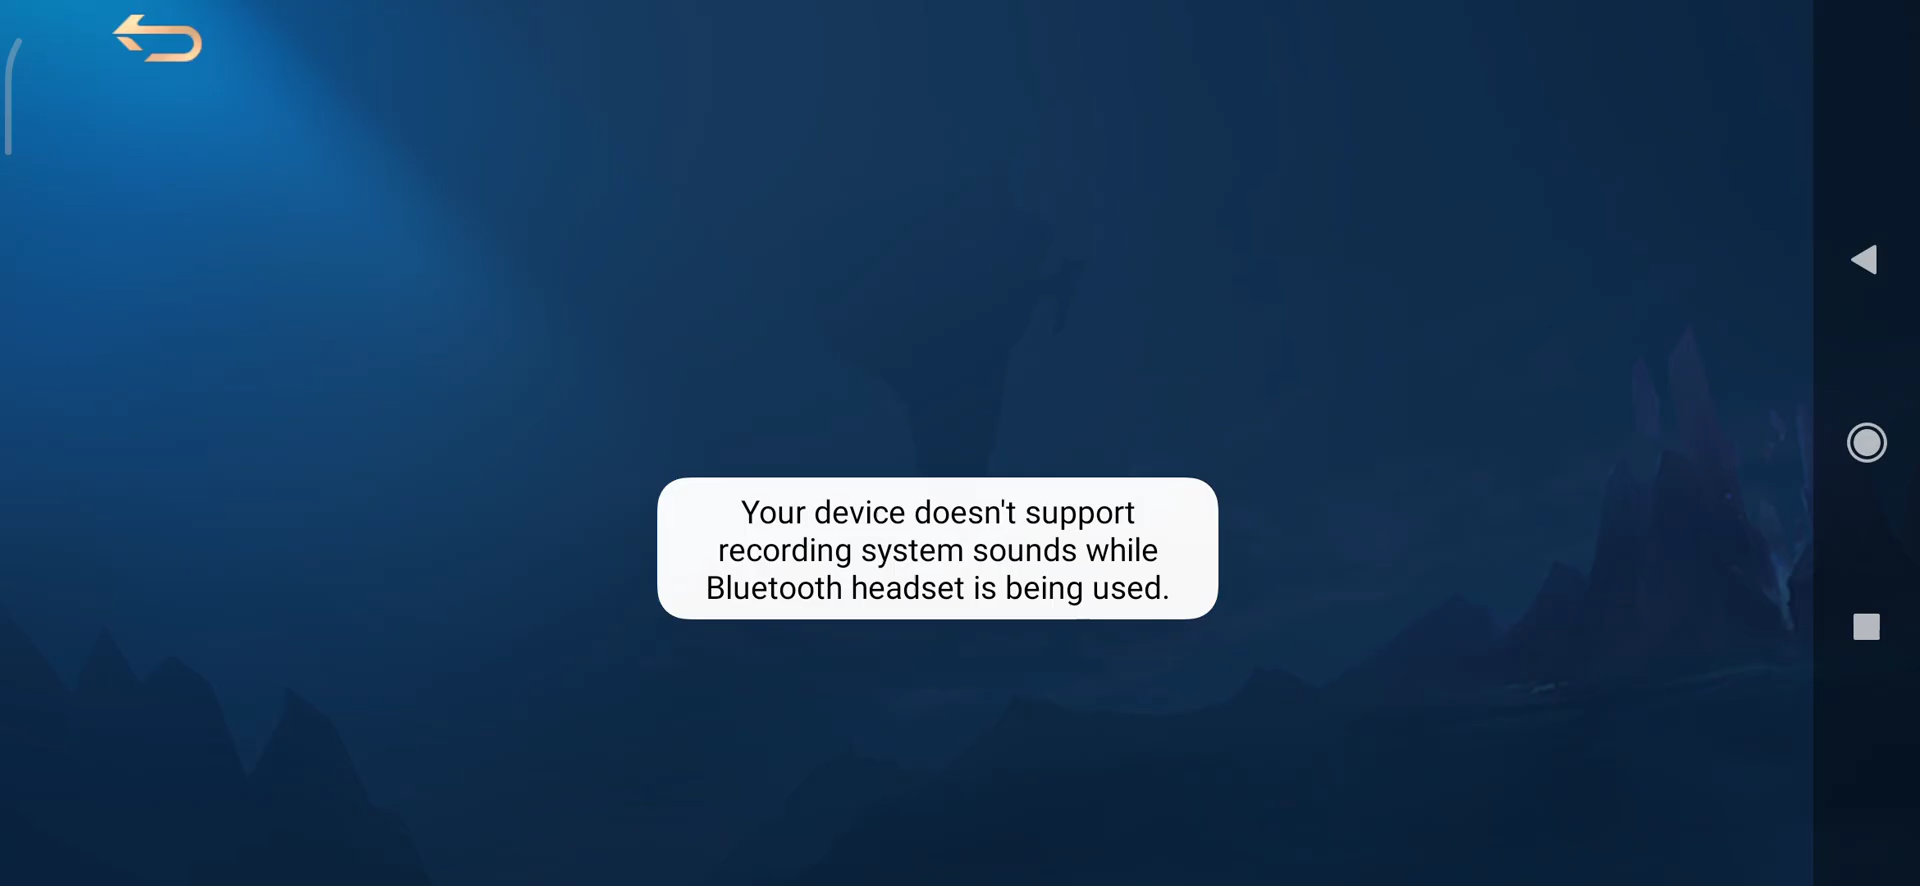 Your device doesn't support
recording system sounds while
Bluetooth headset is being used.